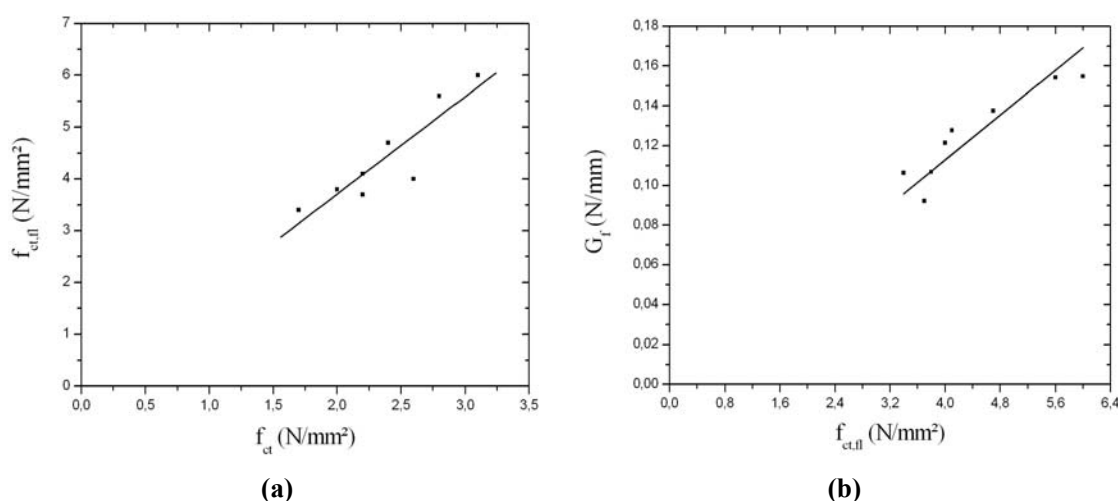 7
6
5
4
3
2
1
0
f_ct,fl (N/mm²)
0,0 0,5 1,0 1,5 2,0 2,5 3,0 3,5
f_ct (N/mm²)
(a)
0,18
0,16
0,14
0,12
0,10
0,08
0,06
0,04
0,02
0,00
G_f (N/mm)
0,0 0,8 1,6 2,4 3,2 4,0 4,8 5,6 6,4
f_ct,fl (N/mm²)
(b)